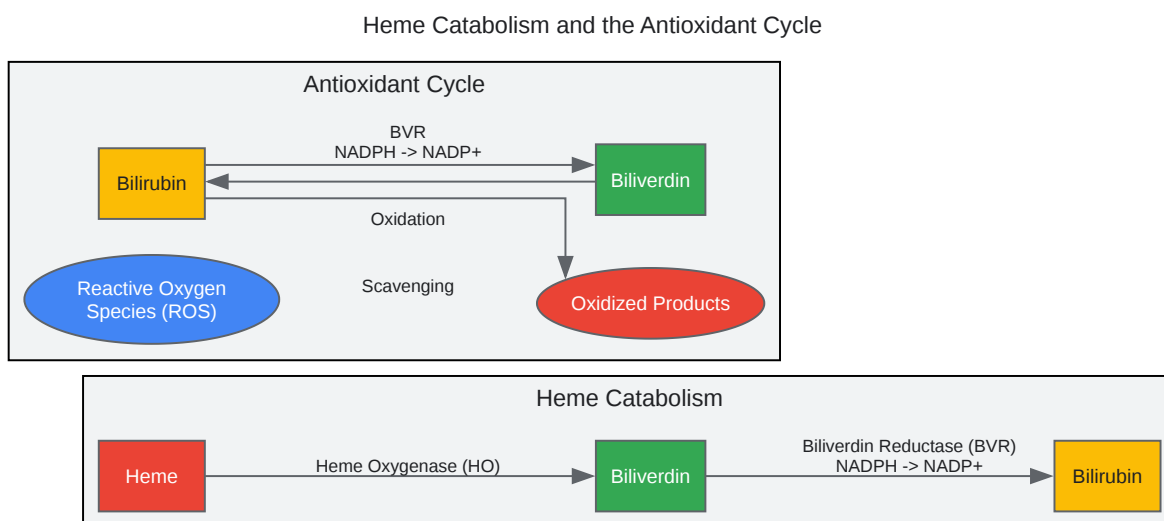 Heme Catabolism and the Antioxidant Cycle
Antioxidant Cycle
BVR
NADPH -> NADP+
Bilirubin
Biliverdin
Oxidation
Reactive Oxygen
Species (ROS)
Scavenging
Oxidized Products
Heme Catabolism
Heme
Heme Oxygenase (HO)
Biliverdin
Biliverdin Reductase (BVR)
NADPH -> NADP+
Bilirubin